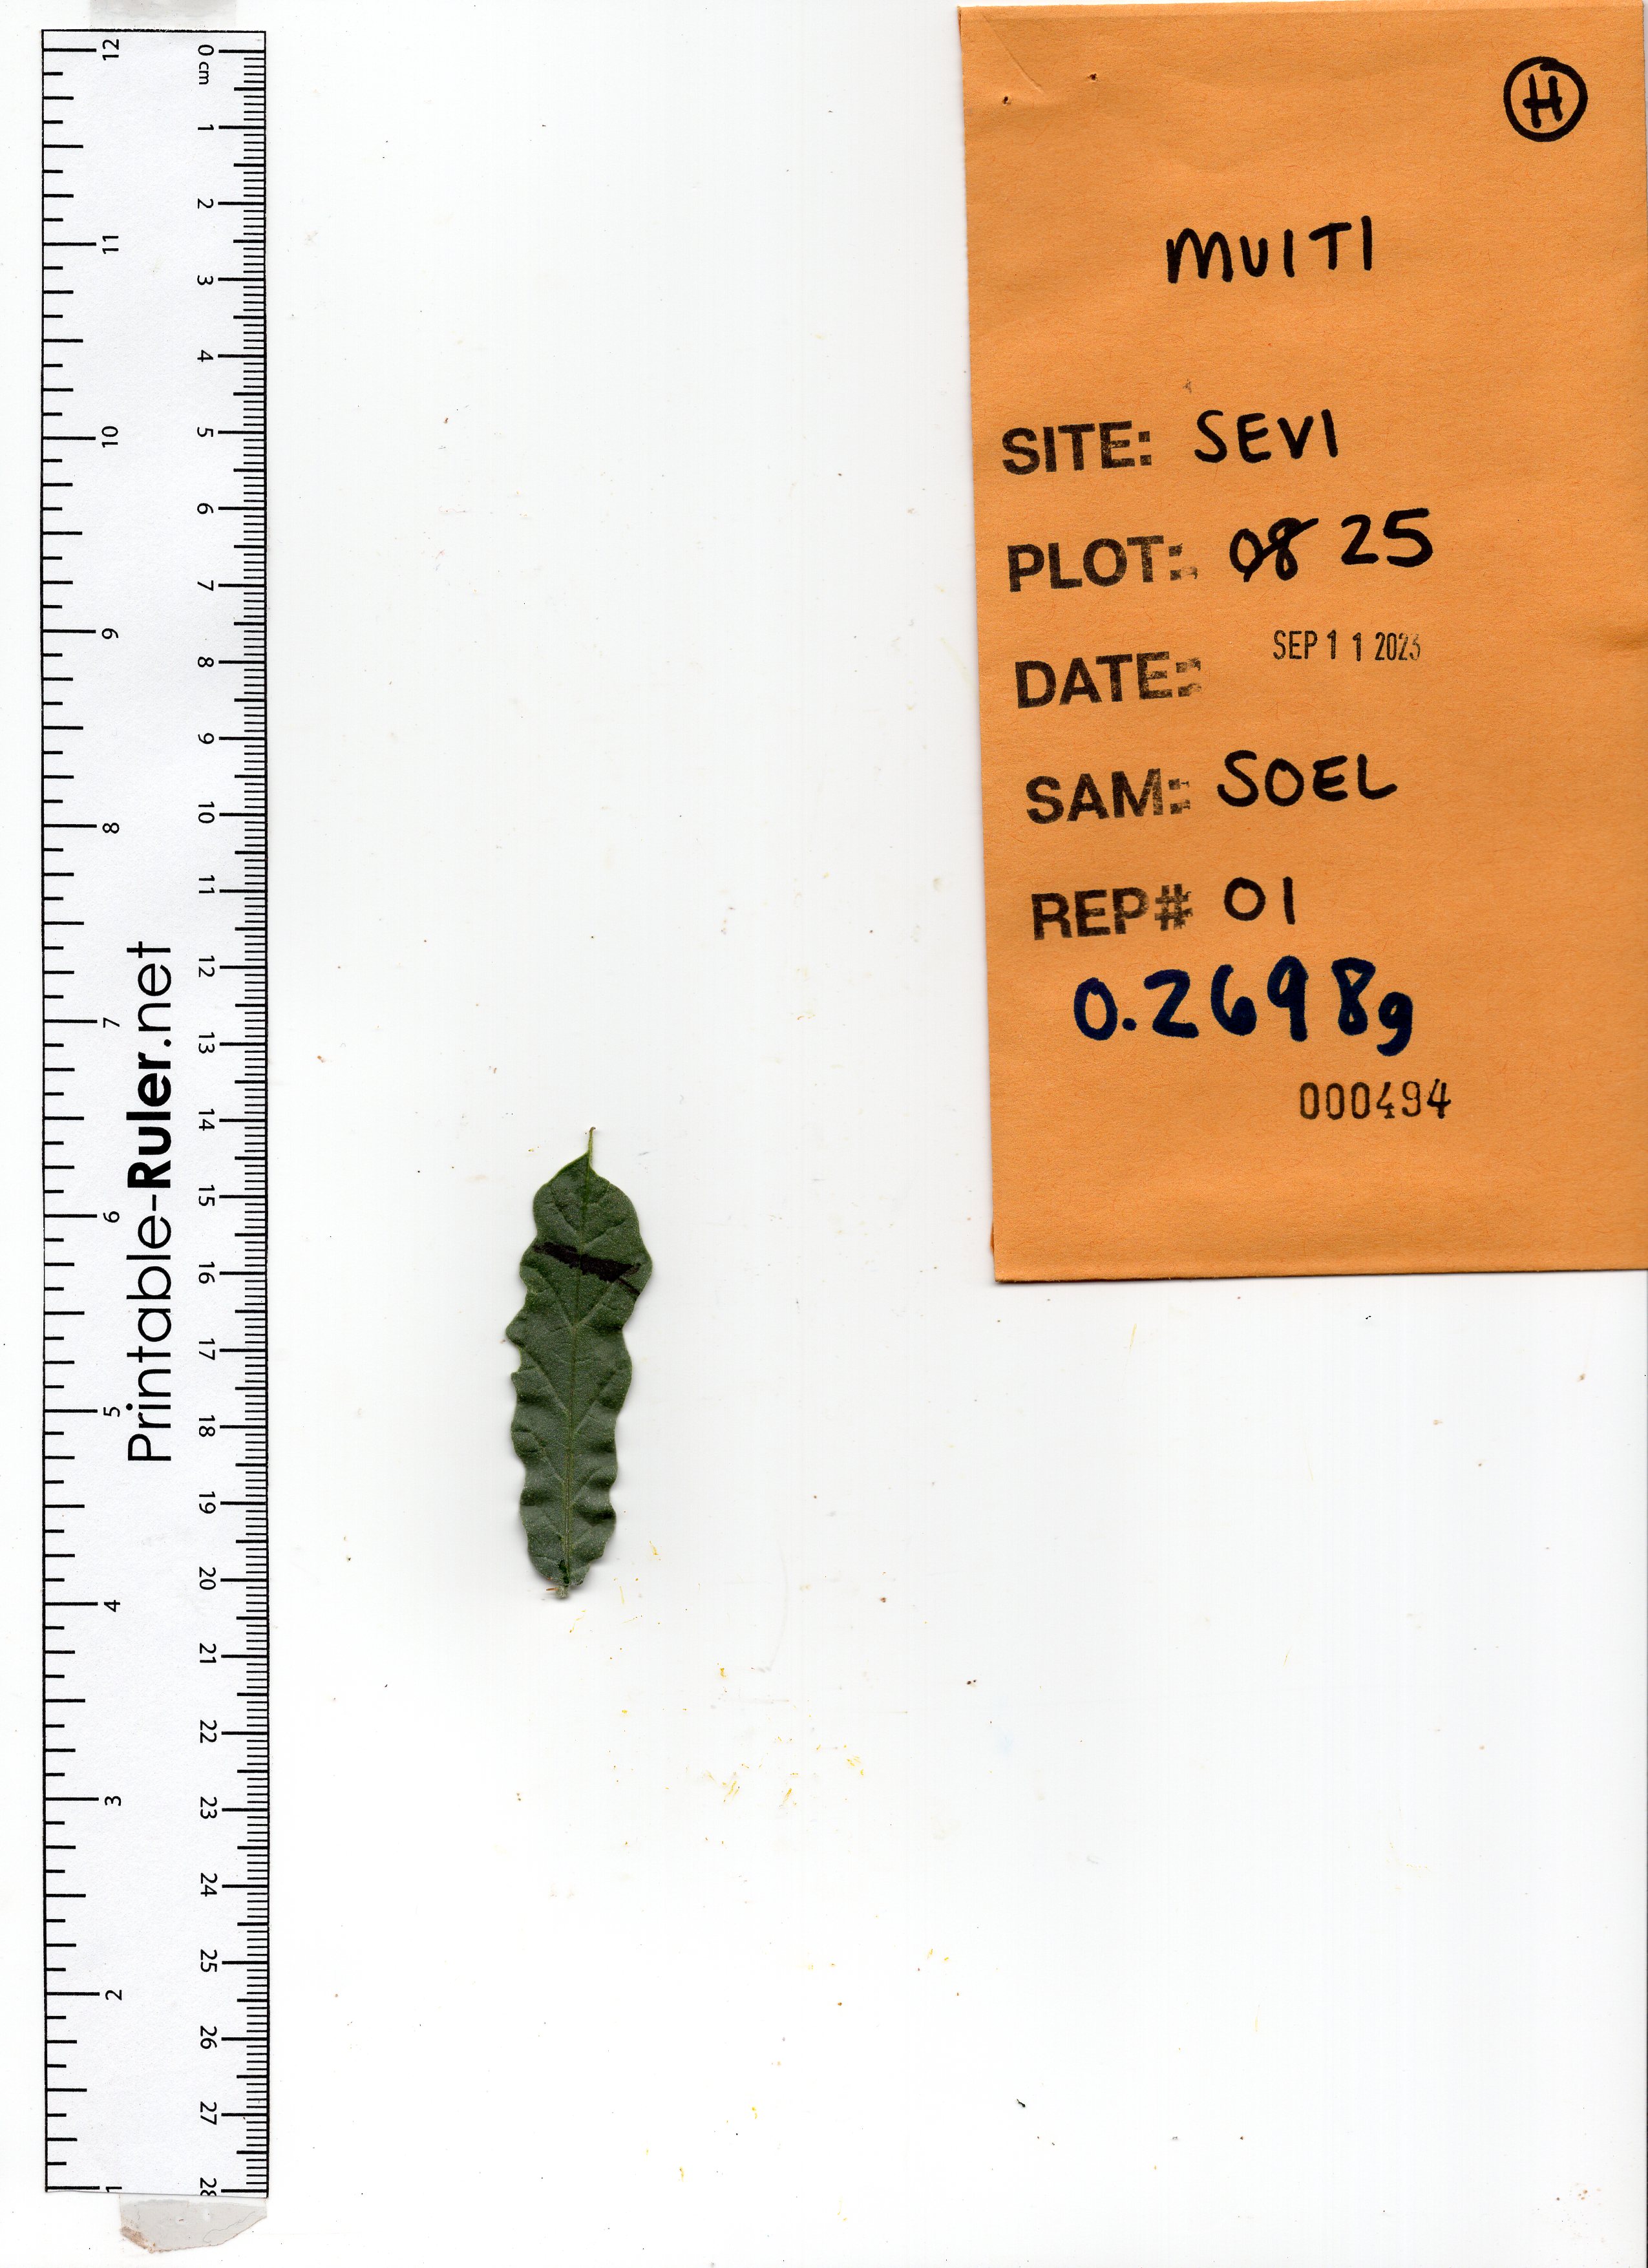 H
MUITI
SITE: SEVI
PLOT: 08 25
DATE: SEP 11 2023
SAM: SOEL
REP# 01
0.2698g
000494
Printable-Ruler.net
0 cm 1 2 3 4 5 6 7 8 9 10 11 12 13 14 15 16 17 18 19 20 21 22 23 24 25 26 27 28
12 11 10 9 8 7 6 5 4 3 2 1